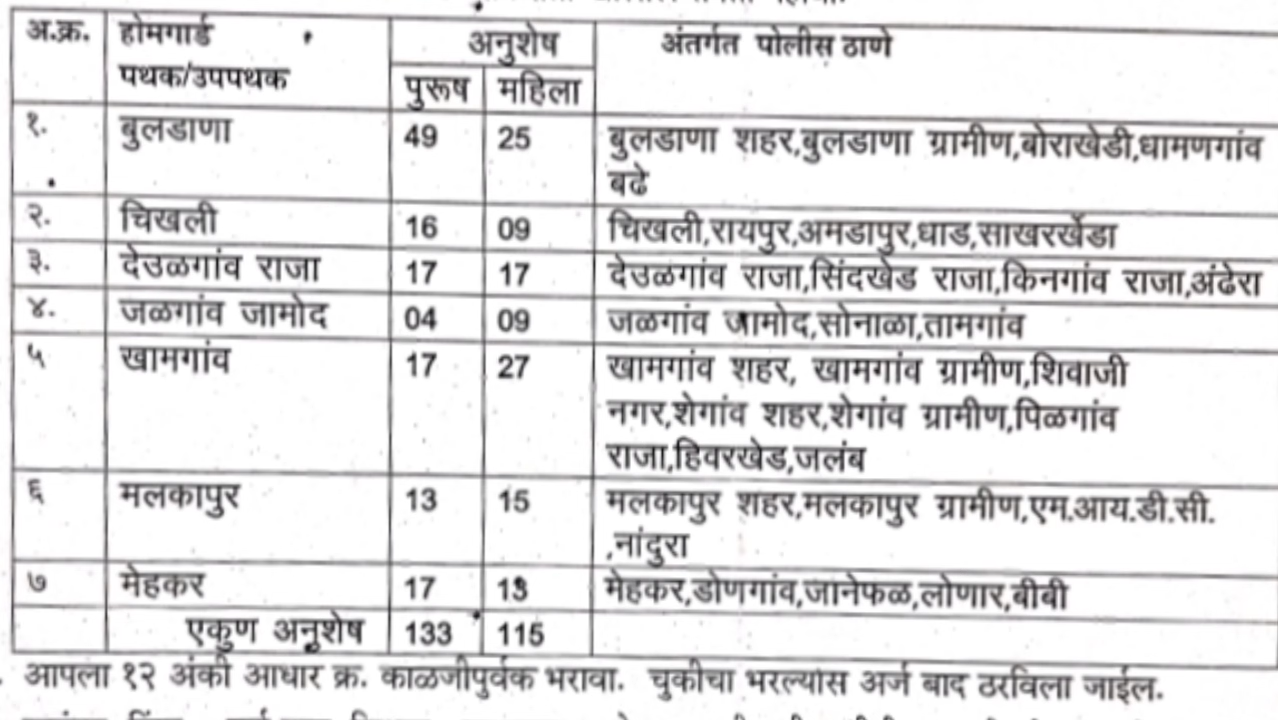 अ.क्र. होमगार्ड अनुशेष अंतर्गत पोलीस ठाणे
पथक/उपपथक पुरूष महिला
१. बुलडाणा 49 25 बुलडाणा शहर,बुलडाणा ग्रामीण,बोराखेडी,धामणगांव
बढे
२. चिखली 16 09 चिखली,रायपुर,अमडापुर,धाड,साखरखेंडा
३. देउळगांव राजा 17 17 देउळगांव राजा,सिंदखेड राजा,किनगांव राजा,अंढेरा
४. जळगांव जामोद 04 09 जळगांव जामोद,सोनाळा,तामगांव
५ खामगांव 17 27 खामगांव शहर, खामगांव ग्रामीण,शिवाजी
नगर,शेगांव शहर,शेगांव ग्रामीण,पिळगांव
राजा,हिवरखेड,जलंब
६ मलकापुर 13 15 मलकापुर शहर,मलकापुर ग्रामीण,एम.आय.डी.सी.
,नांदुरा
७ मेहकर 17 13 मेहकर,डोणगांव,जानेफळ,लोणार,बीबी
एकुण अनुशेष 133 115
आपला १२ अंकी आधार क्र. काळजीपुर्वक भरावा. चुकीचा भरल्यास अर्ज बाद ठरविला जाईल.